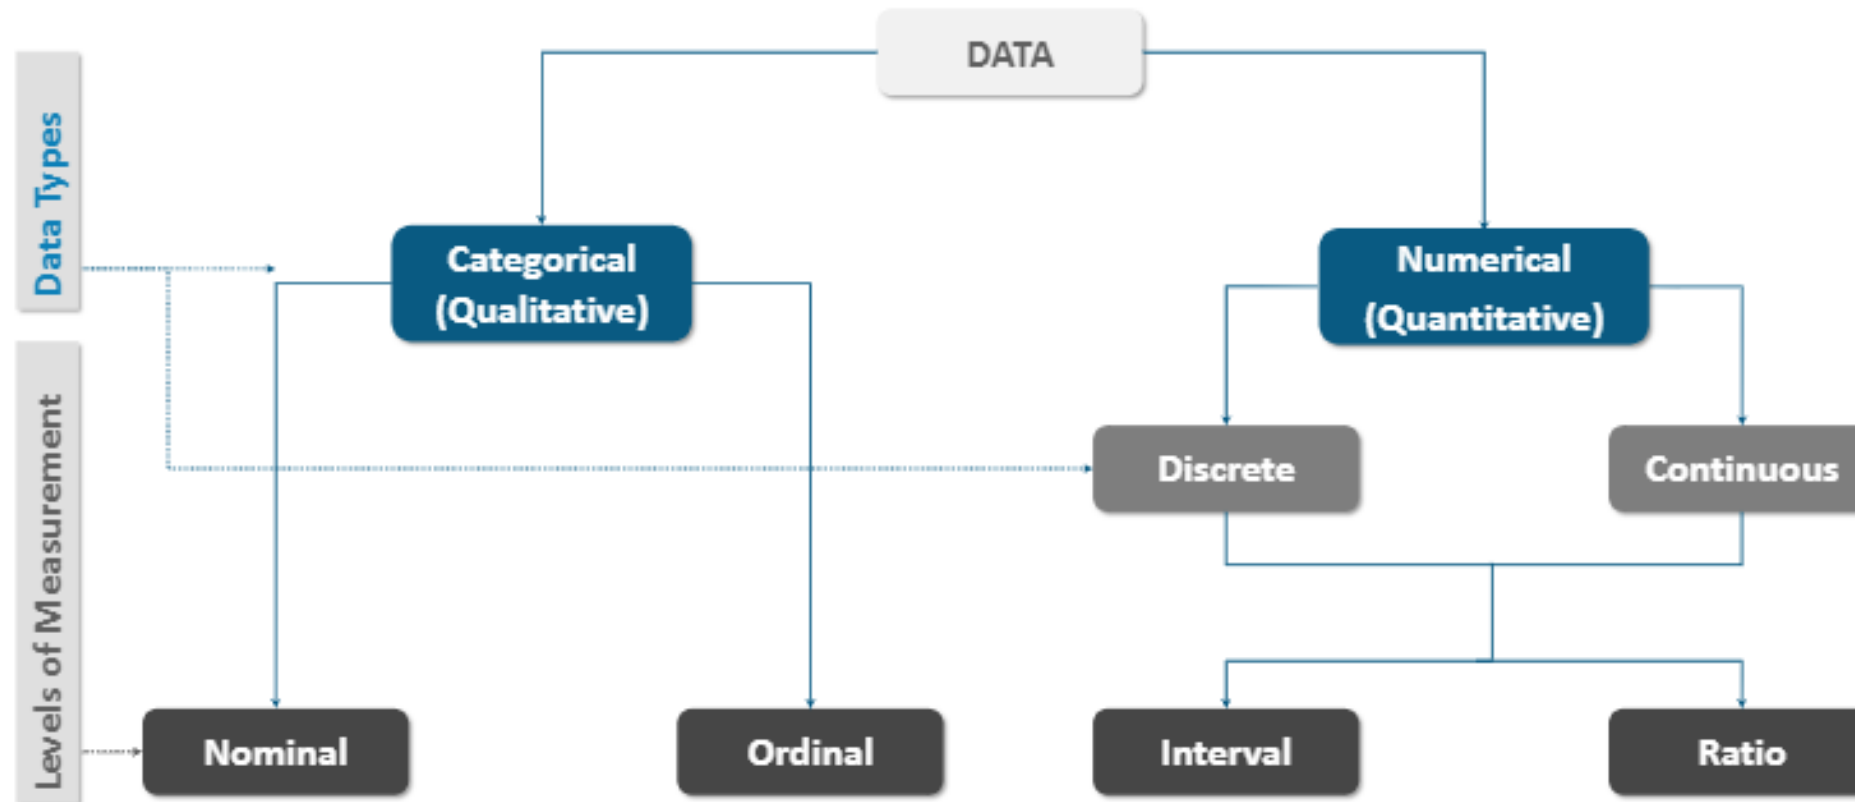 DATA
Data Types
Categorical
(Qualitative)
Numerical
(Quantitative)
Levels of Measurement
Discrete
Continuous
Nominal
Ordinal
Interval
Ratio